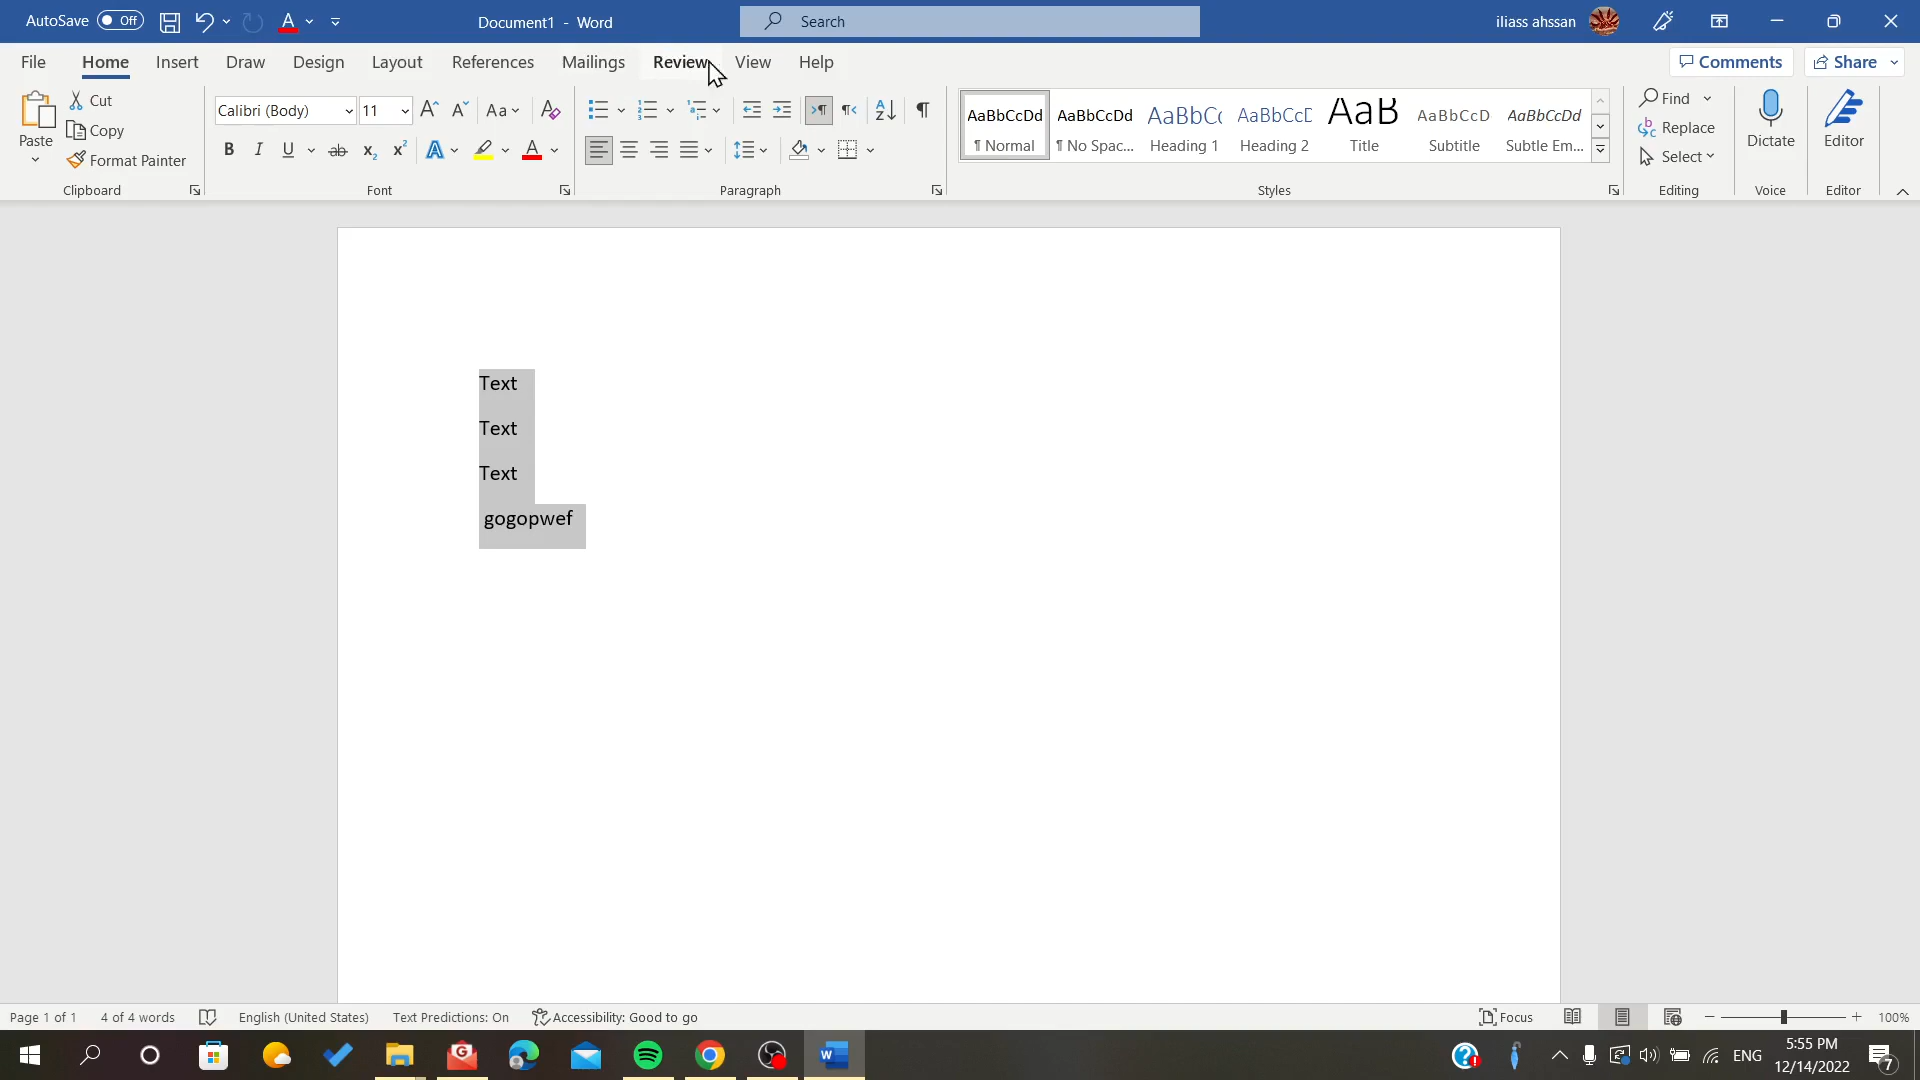 AutoSave Off Document1 - Word Search iliass ahssan
File Home Insert Draw Design Layout References Mailings Review View Help Comments Share
Paste Cut Copy Format Painter Clipboard
Calibri (Body) 11 Aa Font
Paragraph
AaBbCcDd AaBbCcDd AaBbCc AaBbCcD AaB AaBbCcD AaBbCcDd
¶ Normal ¶ No Spac... Heading 1 Heading 2 Title Subtitle Subtle Em...
Styles
Find
Replace
Select
Editing
Dictate
Voice
Editor
Editor
Text
Text
Text
gogopwef
Page 1 of 1 4 of 4 words English (United States) Text Predictions: On Accessibility: Good to go Focus 100%
ENG 5:55 PM
12/14/2022 7